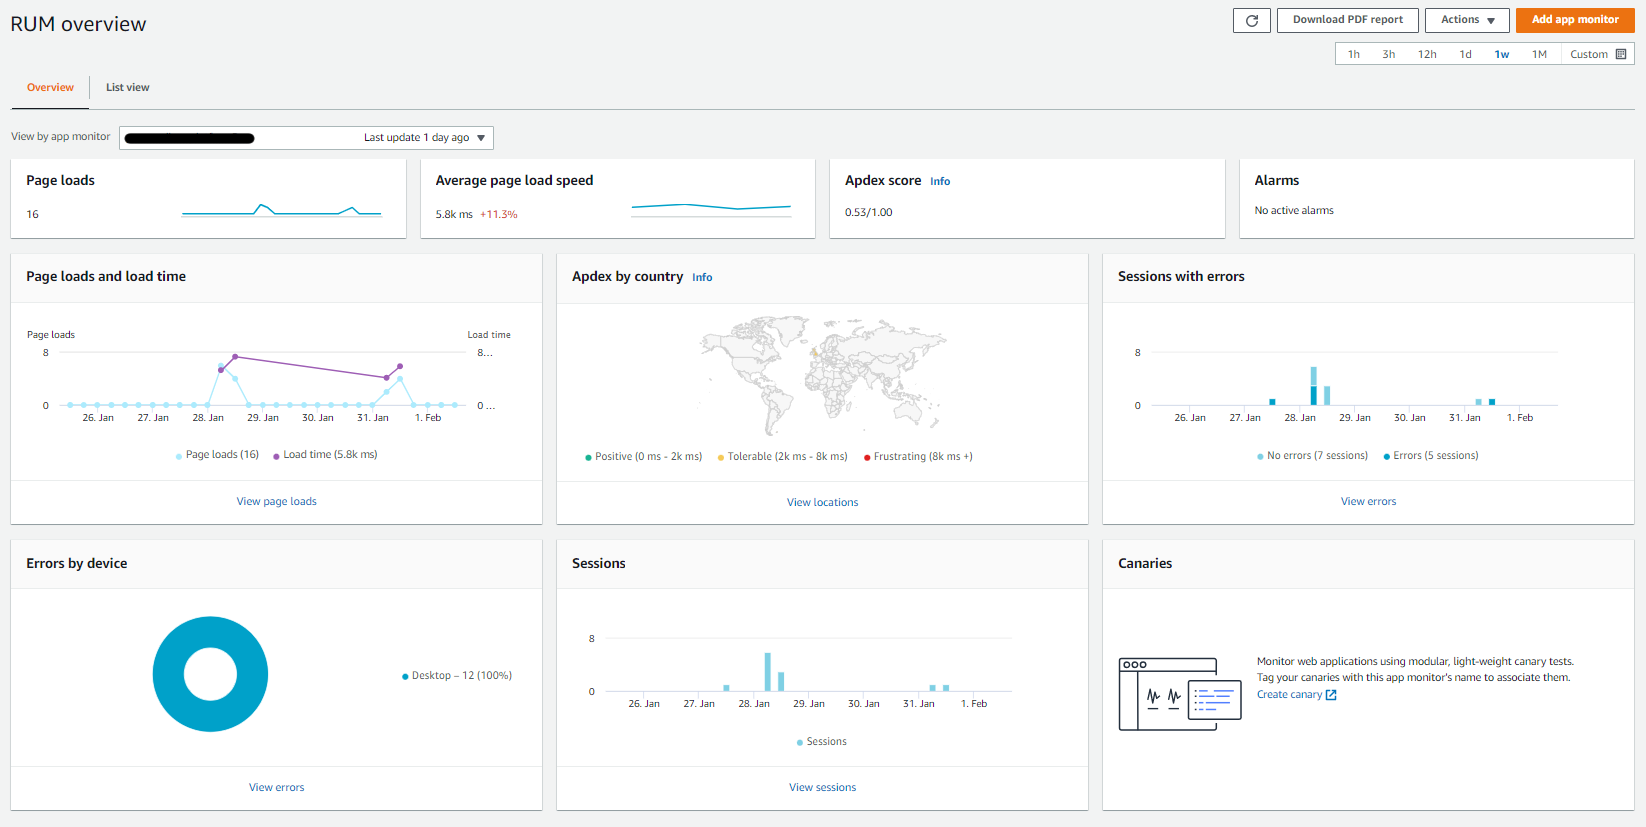 RUM overview
Download PDF report
Actions
Add app monitor
1h 3h 12h 1d 1w 1M Custom
Overview List view
View by app monitor Last update 1 day ago
Page loads
16
Average page load speed
5.8k ms +11.3%
Apdex score Info
0.53/1.00
Alarms
No active alarms
Page loads and load time
Page loads Load time
8 8...
0 0 ...
26. Jan 27. Jan 28. Jan 29. Jan 30. Jan 31. Jan 1. Feb
Page loads (16) Load time (5.8k ms)
View page loads
Apdex by country Info
Positive (0 ms - 2k ms) Tolerable (2k ms - 8k ms) Frustrating (8k ms +)
View locations
Sessions with errors
8
0
26. Jan 27. Jan 28. Jan 29. Jan 30. Jan 31. Jan 1. Feb
No errors (7 sessions) Errors (5 sessions)
View errors
Errors by device
Desktop – 12 (100%)
View errors
Sessions
8
0
26. Jan 27. Jan 28. Jan 29. Jan 30. Jan 31. Jan 1. Feb
Sessions
View sessions
Canaries
Monitor web applications using modular, light-weight canary tests.
Tag your canaries with this app monitor's name to associate them.
Create canary